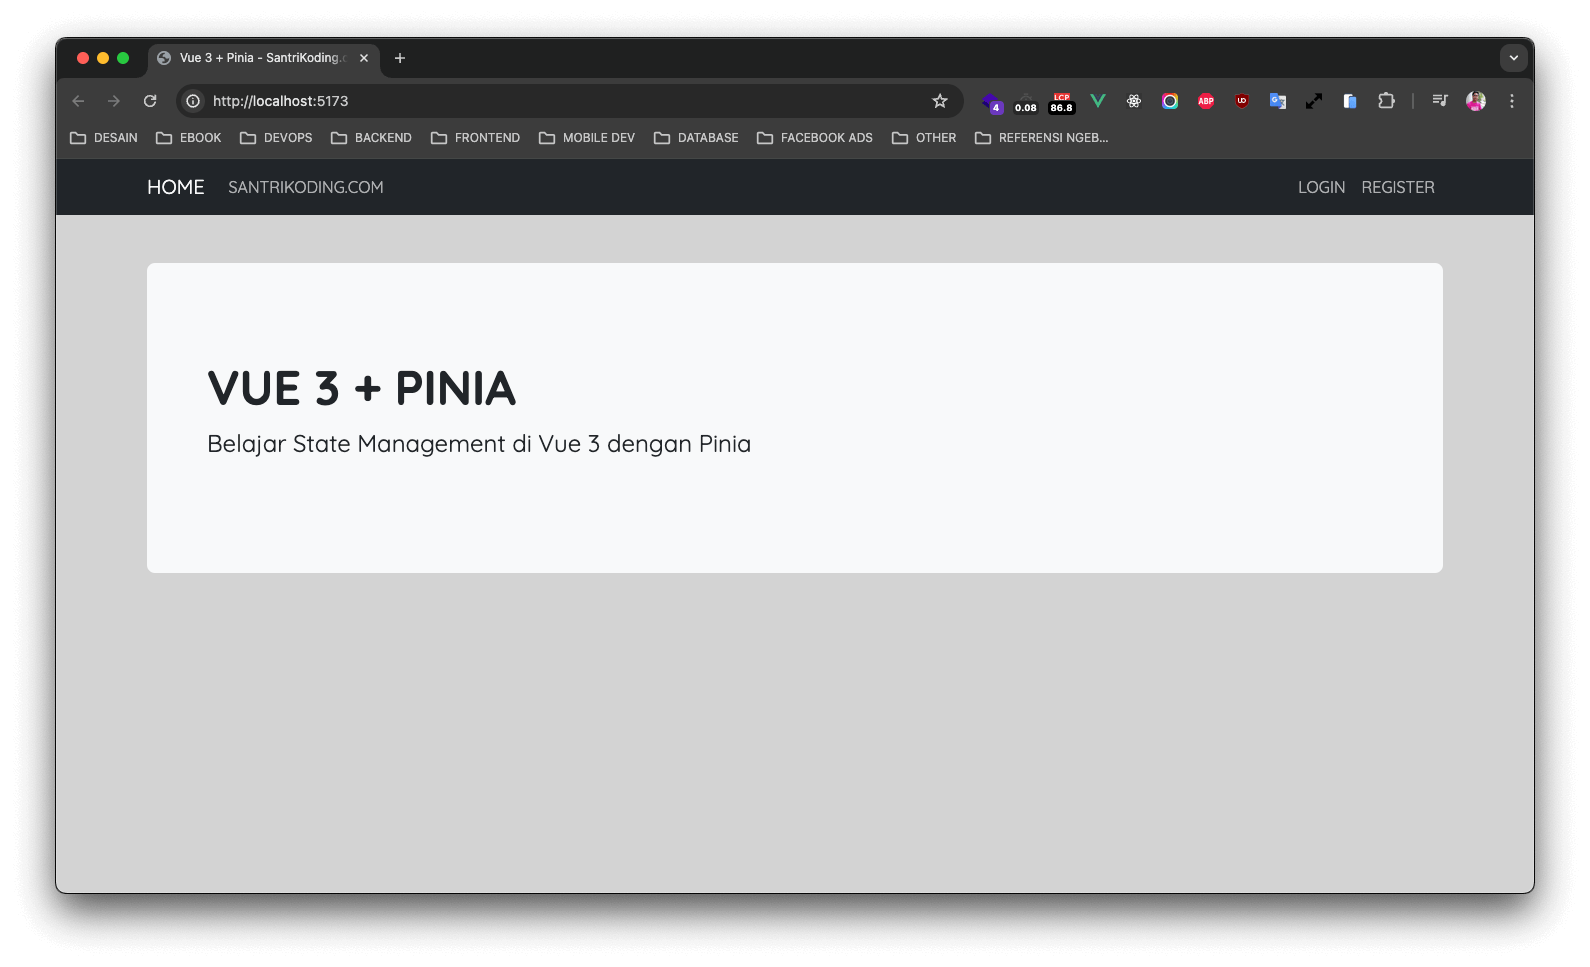 Vue 3 + Pinia - SantriKoding.c
http://localhost:5173
4
0.08
LCP
86.8
ABP
DESAIN EBOOK DEVOPS BACKEND FRONTEND MOBILE DEV DATABASE FACEBOOK ADS OTHER REFERENSI NGEB...
HOME SANTRIKODING.COM LOGIN REGISTER
VUE 3 + PINIA
Belajar State Management di Vue 3 dengan Pinia